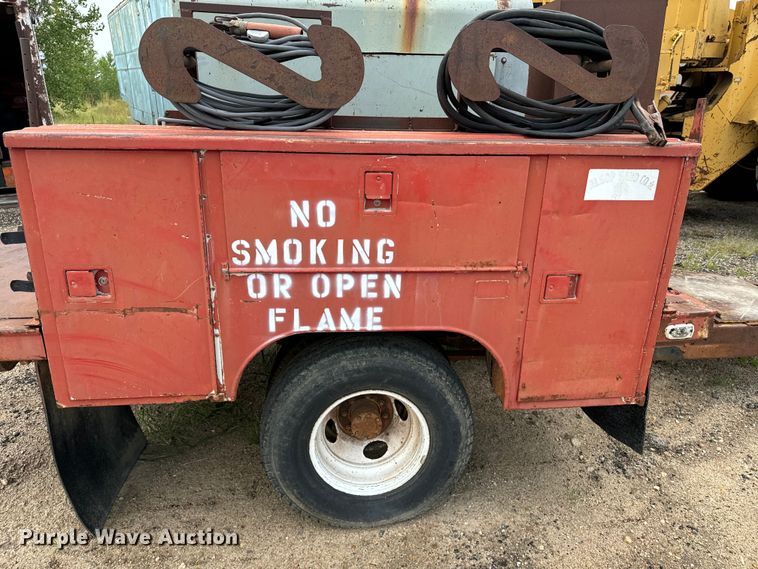 NO
SMOKING
OR OPEN
FLAME
Purple Wave Auction